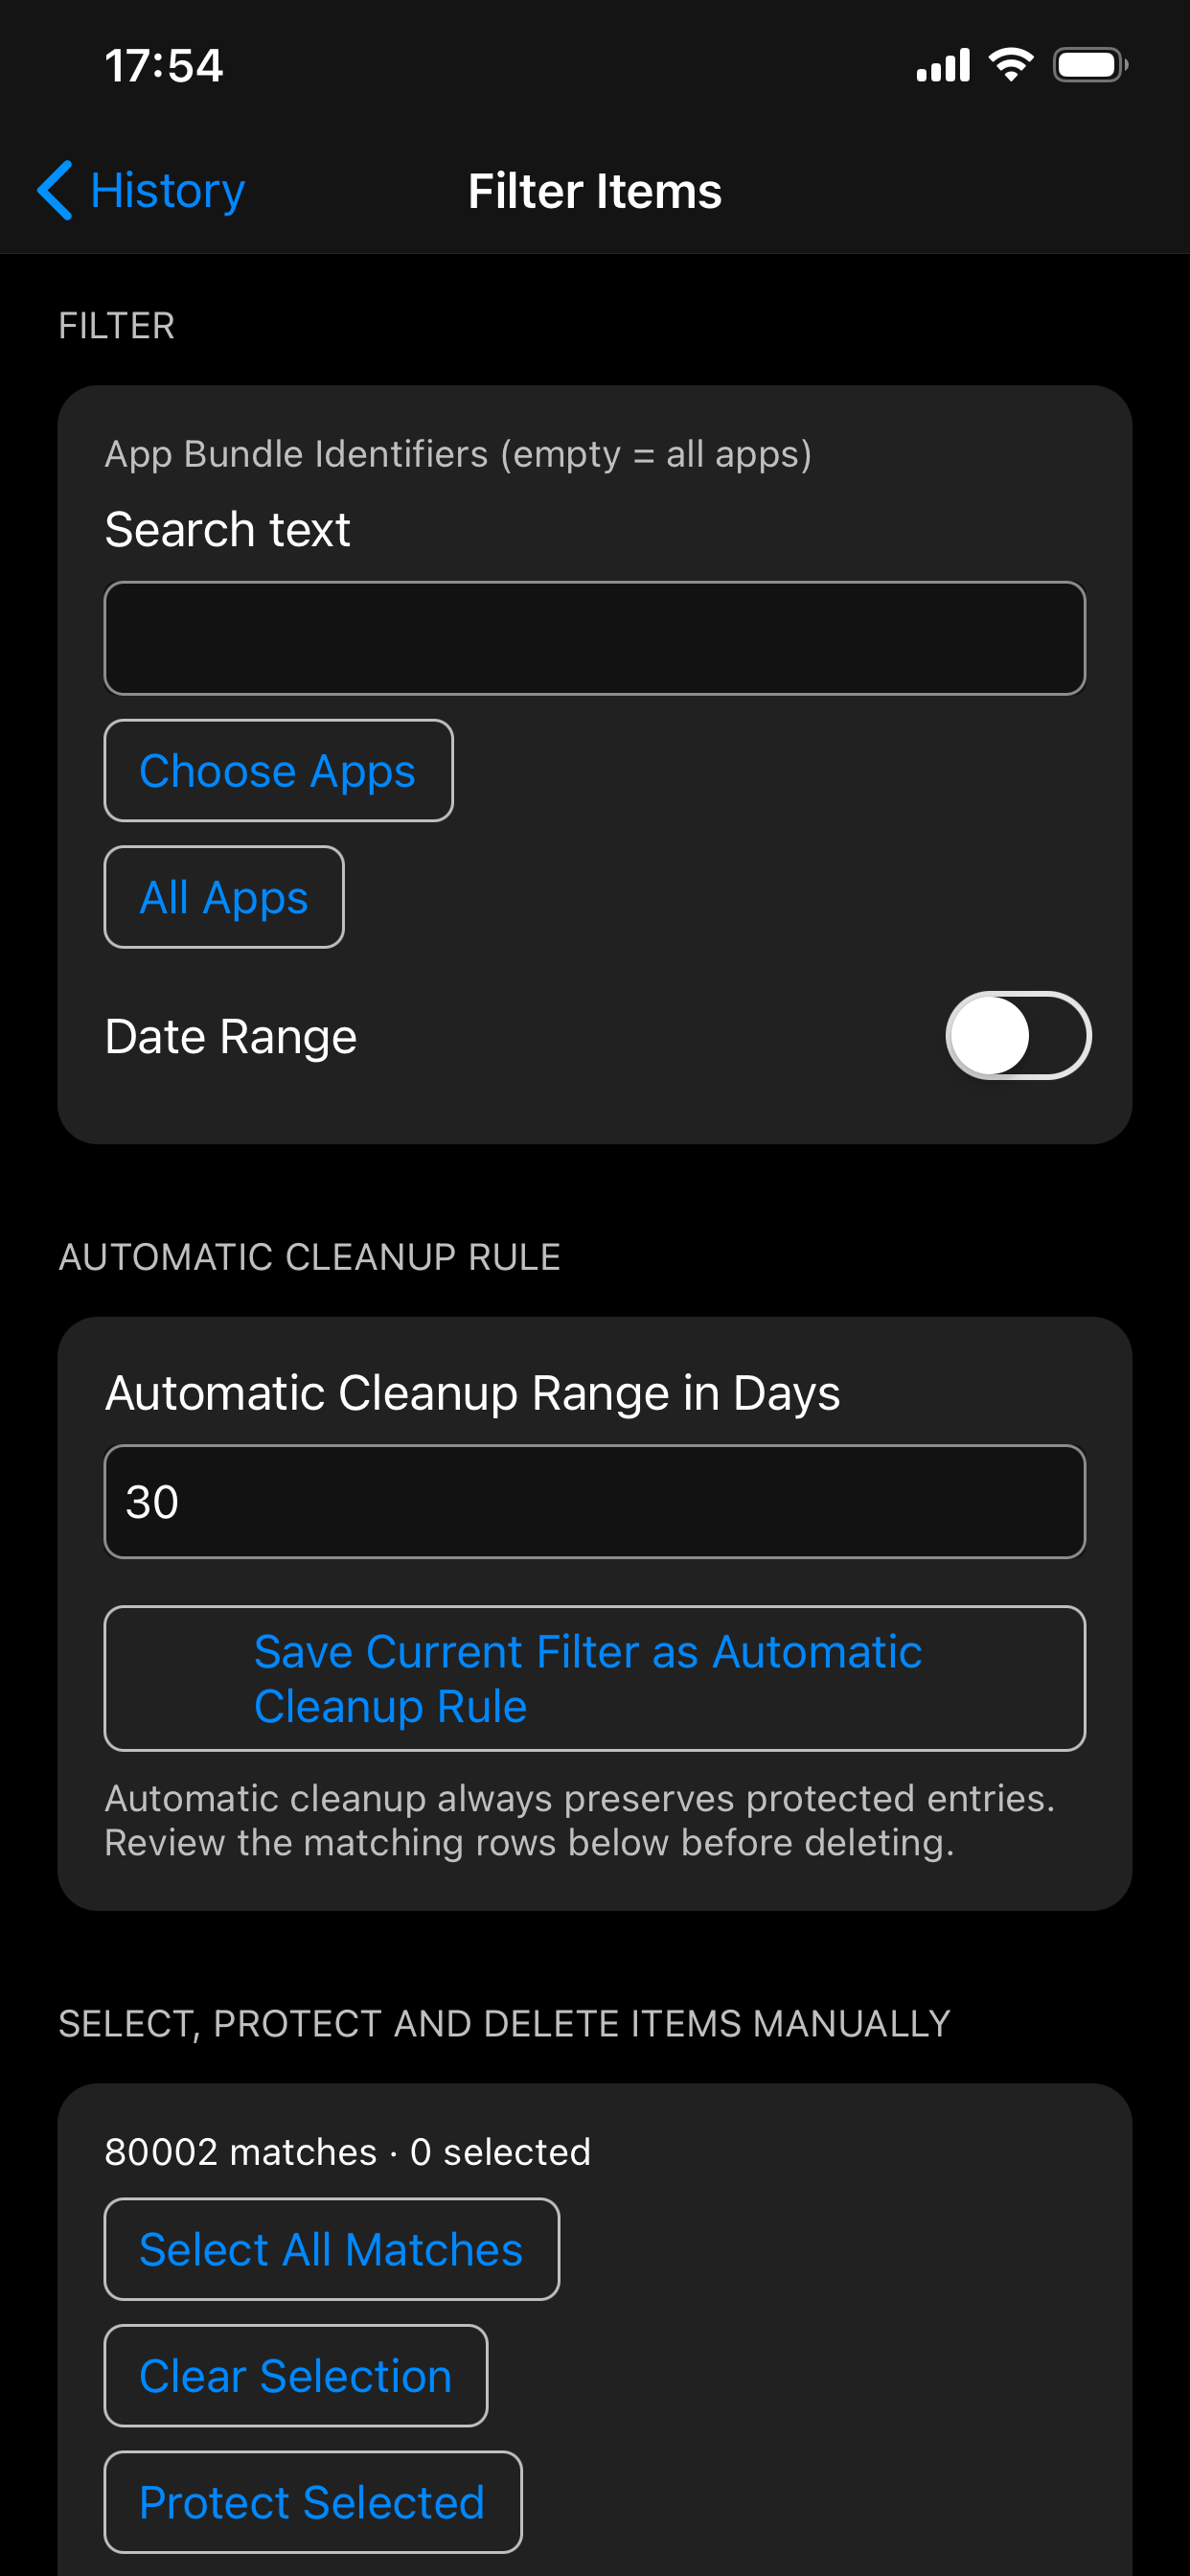 17:54
History
Filter Items
FILTER
App Bundle Identifiers (empty = all apps)
Search text
Choose Apps
All Apps
Date Range
AUTOMATIC CLEANUP RULE
Automatic Cleanup Range in Days
30
Save Current Filter as Automatic
Cleanup Rule
Automatic cleanup always preserves protected entries.
Review the matching rows below before deleting.
SELECT, PROTECT AND DELETE ITEMS MANUALLY
80002 matches · 0 selected
Select All Matches
Clear Selection
Protect Selected